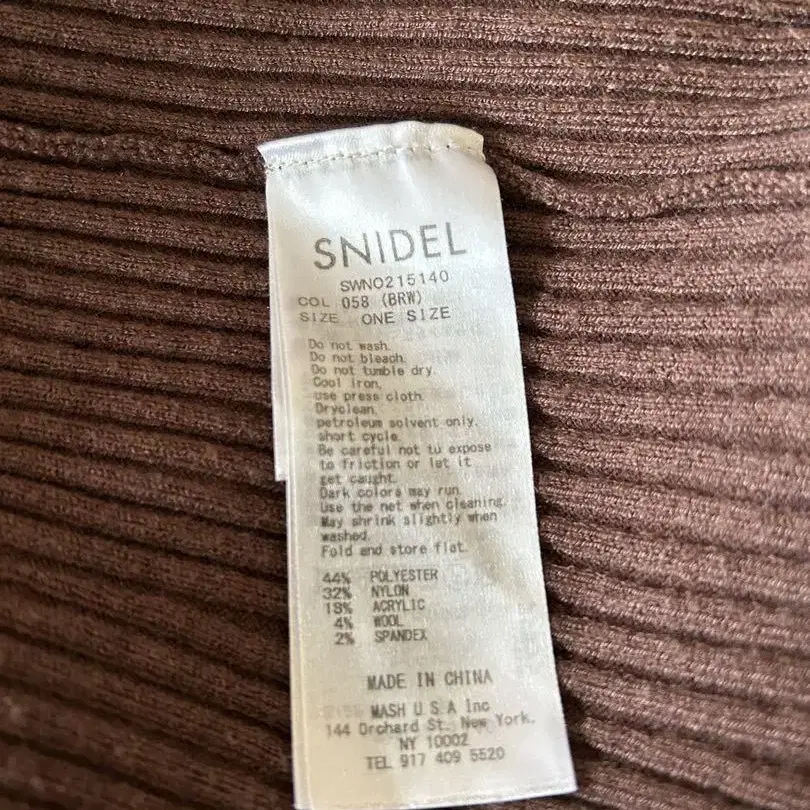 SNIDEL
SWNO215140
COL 058 (BRW)
SIZE ONE SIZE
Do not wash.
Do not bleach.
Do not tumble dry.
Cool iron,
use press cloth.
Dryclean,
petroleum solvent only,
short cycle.
Be careful not tu expose
to friction or let it
get caught.
Dark colors may run.
Use the net when cleaning.
May shrink slightly when
washed.
Fold and store flat.
44% POLYESTER
32% NYLON
18% ACRYLIC
4% WOOL
2% SPANDEX
MADE IN CHINA
MASH U S A Inc
144 Orchard St. New York.
NY 10002
TEL 917 409 5520